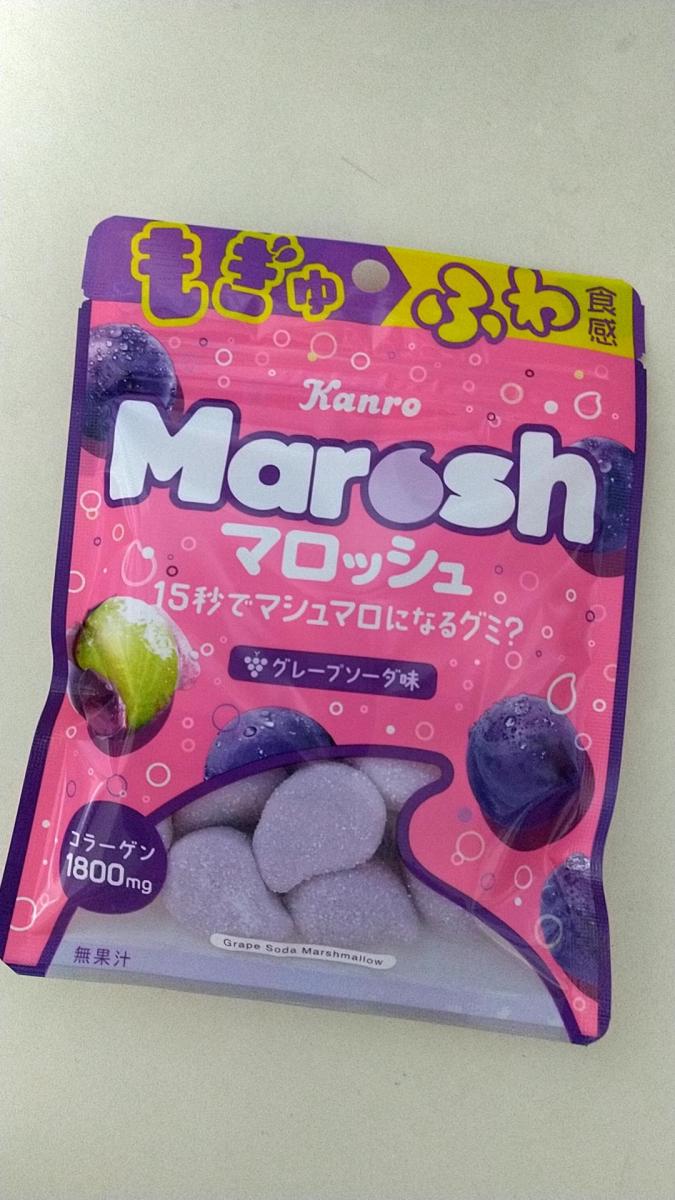 もぎゅ ふわ 食感
Kanro
Marosh
マロッシュ
15秒でマシュマロになるグミ?
グレープソーダ味
コラーゲン
1800mg
Grape Soda Marshmallow
無果汁